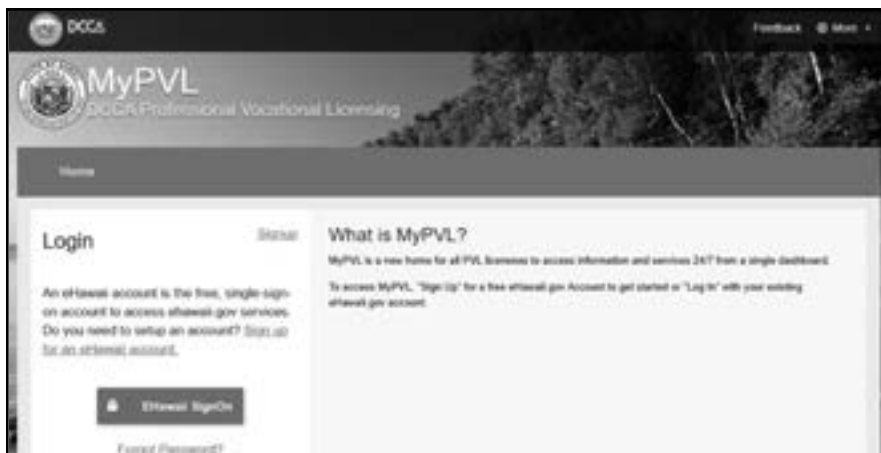 DCCA
Feedback More
MyPVL
DCCA Professional Vocational Licensing
Home
Login
Signup
An eHawaii account is the free, single-sign-
on account to access ehawaii.gov services.
Do you need to setup an account? Sign up
for an eHawaii account.
EHawaii SignOn
Forgot Password?
What is MyPVL?
MyPVL is a new home for all PVL licensees to access information and services 24/7 from a single dashboard.
To access MyPVL, "Sign Up" for a free eHawaii.gov Account to get started or "Log In" with your existing
eHawaii.gov account.